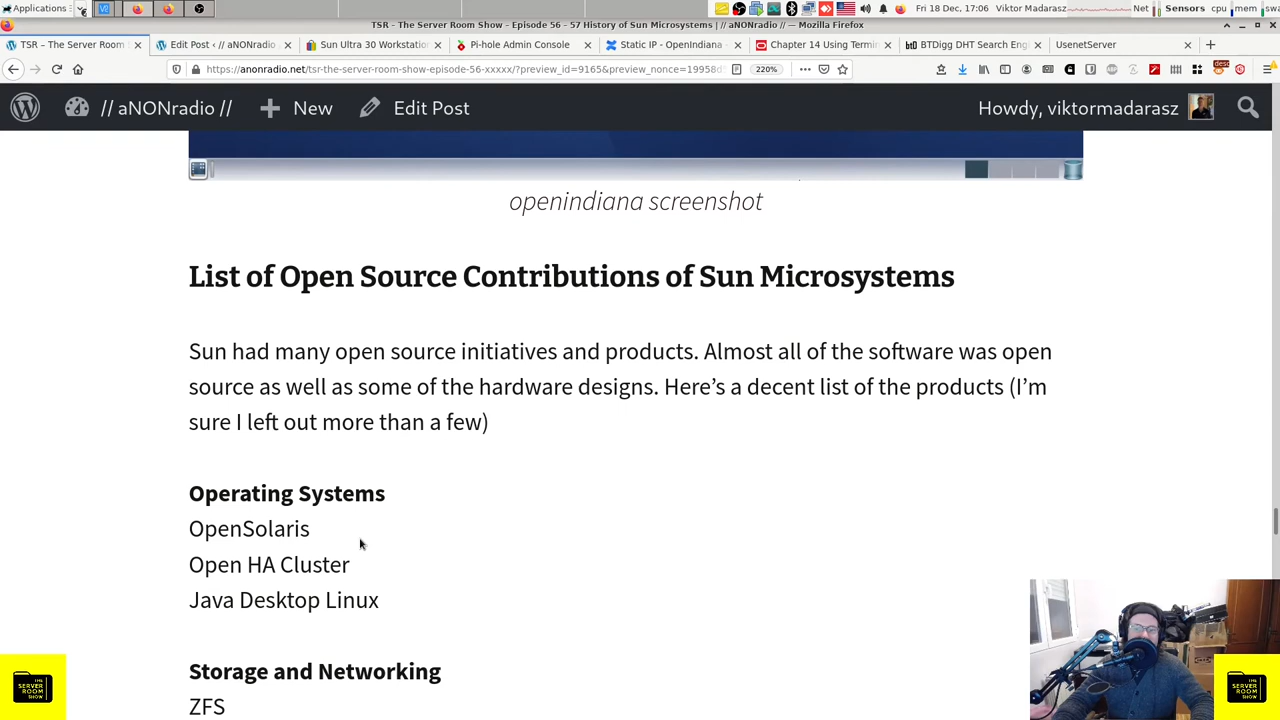 Applications
Fri 18 Dec, 17:06 Viktor Madarasz Net Sensors cpu mem swa
TSR - The Server Room Show - Episode 56 - 57 History of Sun Microsystems | // aNONradio // — Mozilla Firefox
TSR – The Server Room Edit Post ‹ // aNONradio Sun Ultra 30 Workstatio Pi-hole Admin Console Static IP - OpenIndiana - Chapter 14 Using Termin BTDigg DHT Search Eng UsenetServer
https://anonradio.net/tsr-the-server-room-show-episode-56-xxxxx/?preview_id=9165&preview_nonce=19958d 220%
// aNONradio // New Edit Post Howdy, viktormadarasz
openindiana screenshot
List of Open Source Contributions of Sun Microsystems
Sun had many open source initiatives and products. Almost all of the software was open
source as well as some of the hardware designs. Here’s a decent list of the products (I’m
sure I left out more than a few)
Operating Systems
OpenSolaris
Open HA Cluster
Java Desktop Linux
Storage and Networking
ZFS
THE
SERVER
ROOM
SHOW
THE
SERVER
ROOM
SHOW